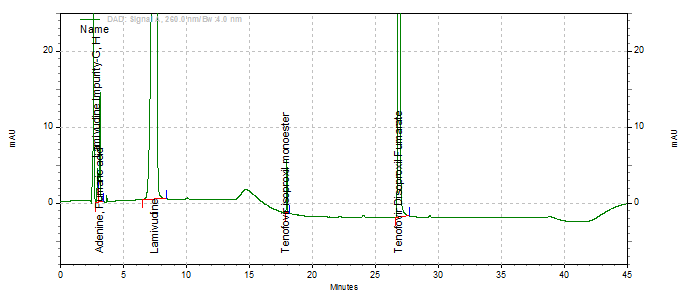 DAD: Signal A, 260.0 nm/Bw:4.0 nm
Name
20
20
10
10
0
0
mAU
mAU
Adenine, Fumaric acid
Lamivudine Impurity-G, H
Lamivudine
Tenofovir isoproxil monoester
Tenofovir Disoproxil Fumarate
0 5 10 15 20 25 30 35 40 45
Minutes